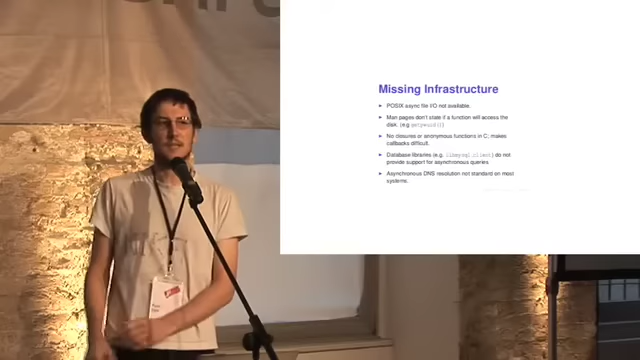 Missing Infrastructure
POSIX async file I/O not available.
Man pages don't state if a function will access the
disk. (e.g getpwuid())
No closures or anonymous functions in C; makes
callbacks difficult.
Database libraries (e.g. libmysql_client) do not
provide support for asynchronous queries
Asynchronous DNS resolution not standard on most
systems.